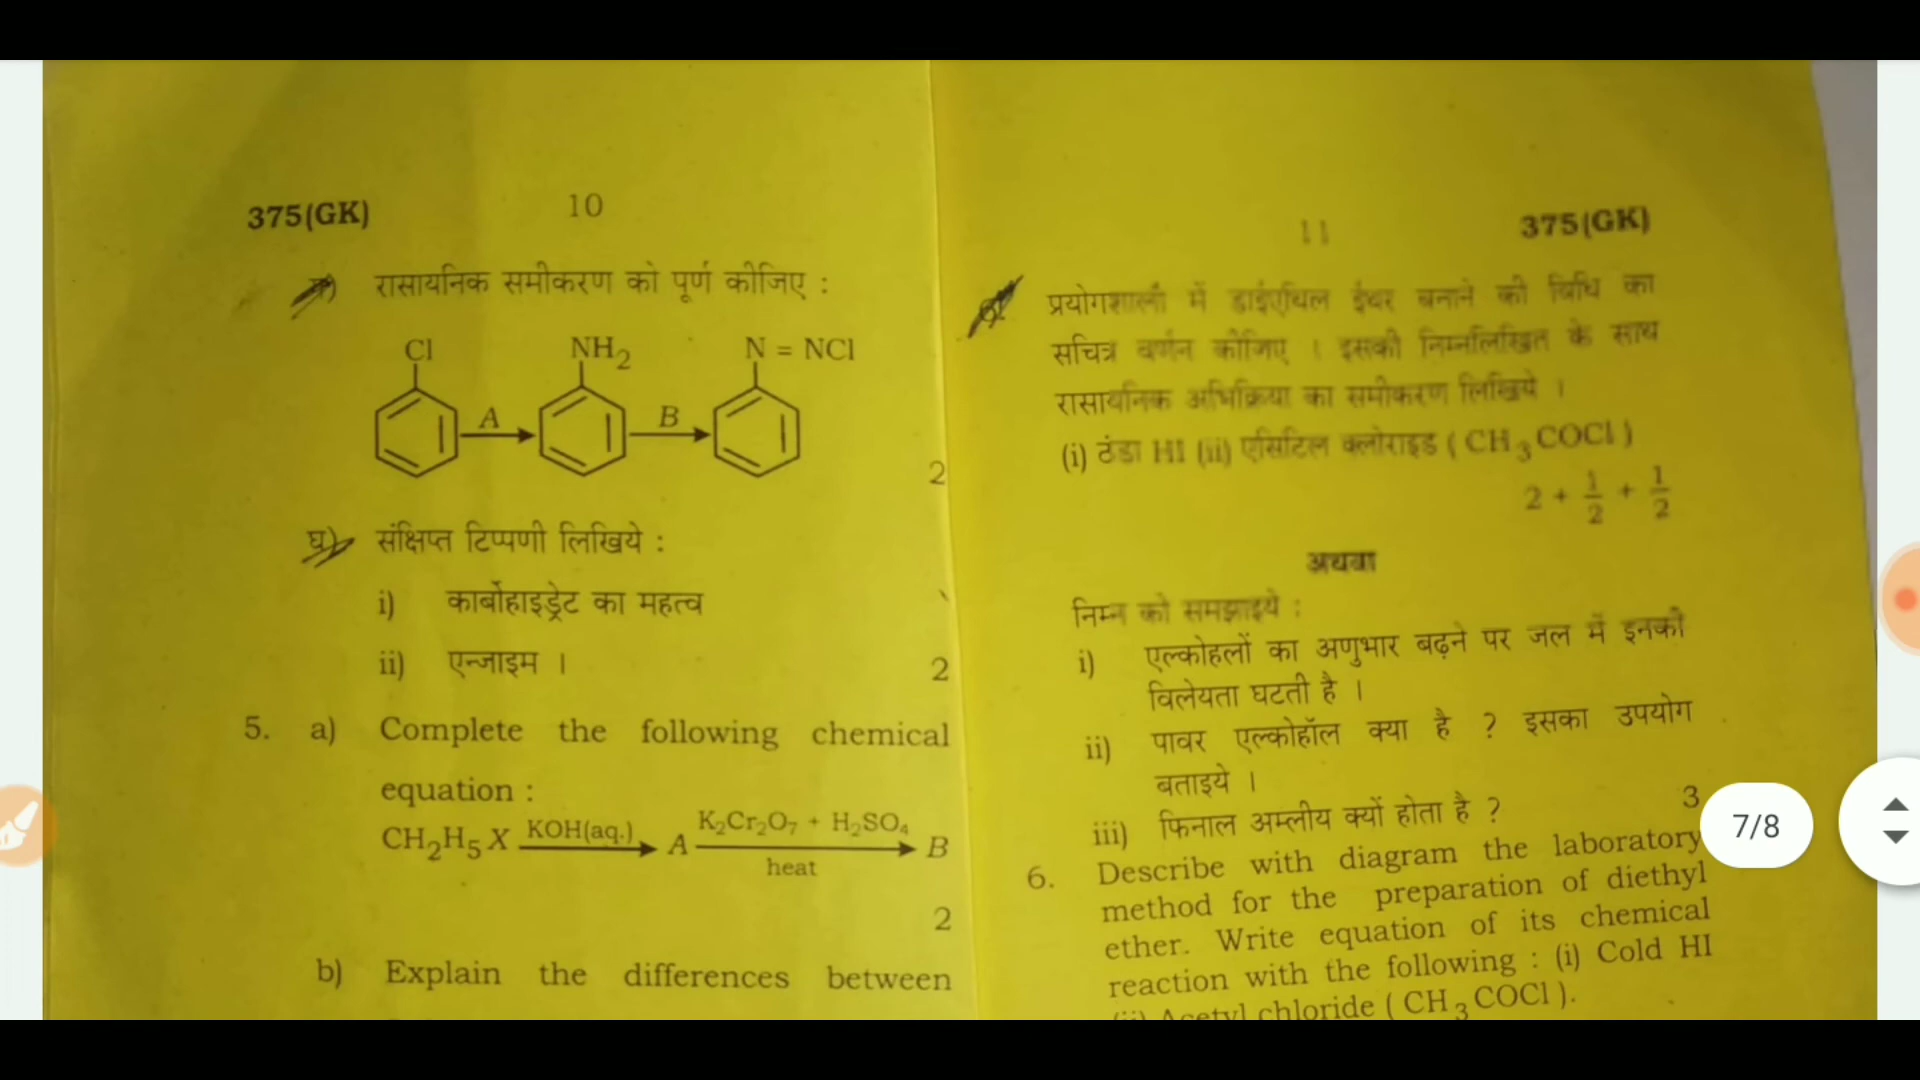 375(GK)
10
ग) रासायनिक समीकरण को पूर्ण कीजिए :
Cl
NH2
N = NCl
A
B
2
घ) संक्षिप्त टिप्पणी लिखिये :
i) कार्बोहाइड्रेट का महत्व
ii) एन्जाइम ।
2
5. a) Complete the following chemical
equation :
CH2H5X KOH(aq.) A K2Cr2O7 + H2SO4 heat B
2
b) Explain the differences between
11
375(GK)
प्रयोगशाला में डाईएथिल ईथर बनाने की विधि का
सचित्र वर्णन कीजिए । इसकी निम्नलिखित के साथ
रासायनिक अभिक्रिया का समीकरण लिखिये ।
(i) ठंडा HI (ii) एसिटिल क्लोराइड ( CH3COCl )
2 + 1/2 + 1/2
अथवा
निम्न को समझाइये :
i) एल्कोहलों का अणुभार बढ़ने पर जल में इनकी
विलेयता घटती है ।
ii) पावर एल्कोहॉल क्या है ? इसका उपयोग
बताइये ।
iii) फिनाल अम्लीय क्यों होता है ?
3
6. Describe with diagram the laboratory
method for the preparation of diethyl
ether. Write equation of its chemical
reaction with the following : (i) Cold HI
(ii) Acetyl chloride ( CH3COCl ).
7/8